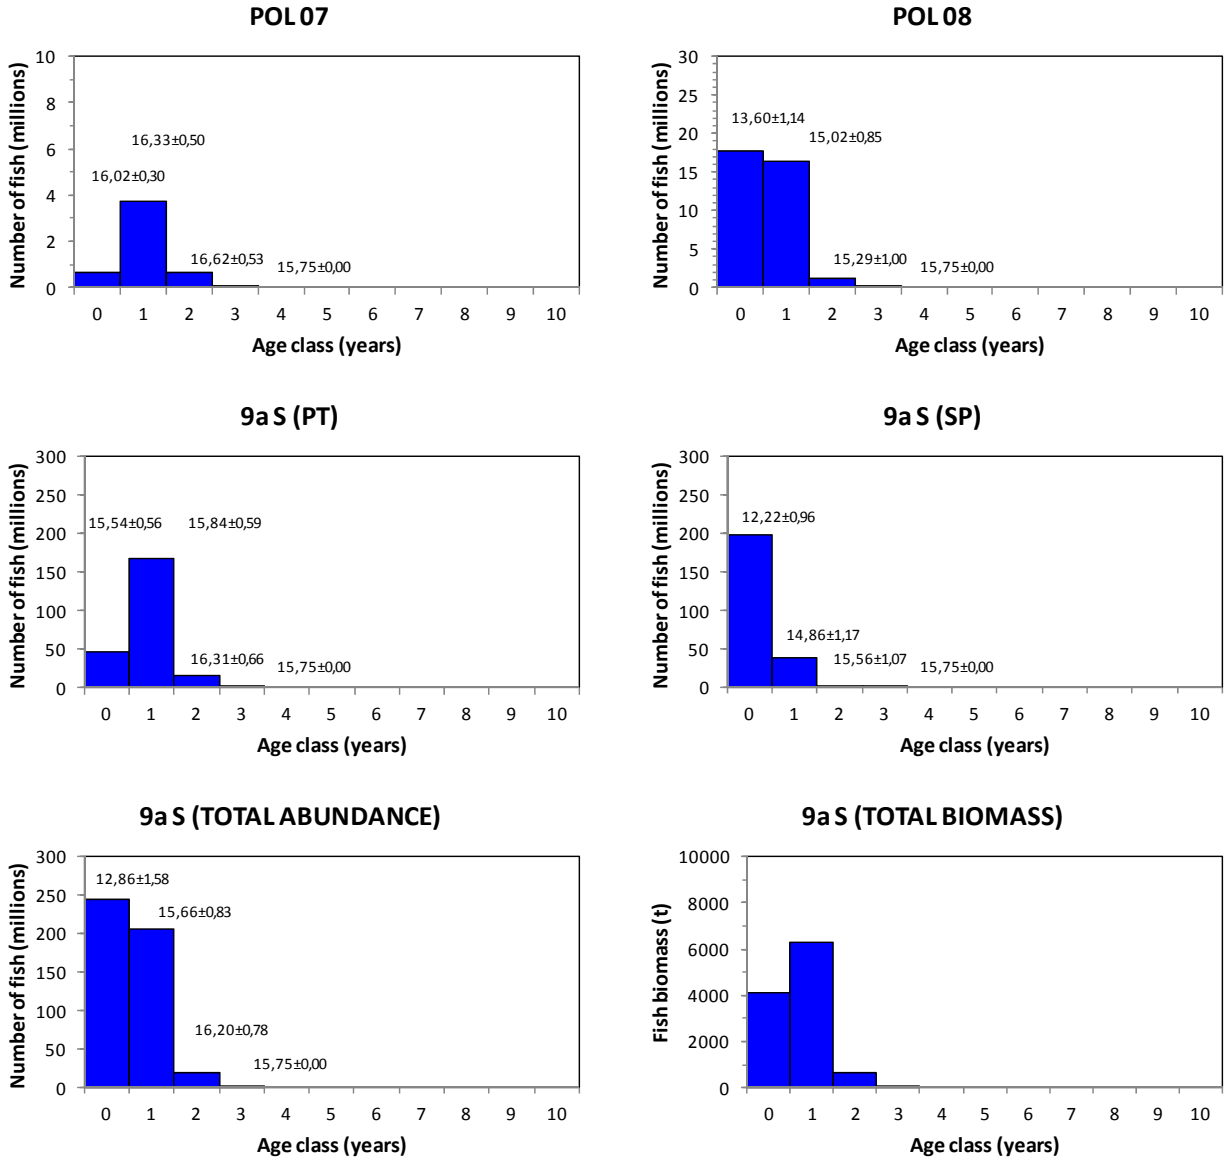 POL 07
Number of fish (millions)
10
8
6
4
2
0
16,02±0,30
16,33±0,50
16,62±0,53
15,75±0,00
0 1 2 3 4 5 6 7 8 9 10
Age class (years)
POL 08
Number of fish (millions)
30
25
20
15
10
5
0
13,60±1,14
15,02±0,85
15,29±1,00
15,75±0,00
0 1 2 3 4 5 6 7 8 9 10
Age class (years)
9a S (PT)
Number of fish (millions)
300
250
200
150
100
50
0
15,54±0,56
15,84±0,59
16,31±0,66
15,75±0,00
0 1 2 3 4 5 6 7 8 9 10
Age class (years)
9a S (SP)
Number of fish (millions)
300
250
200
150
100
50
0
12,22±0,96
14,86±1,17
15,56±1,07
15,75±0,00
0 1 2 3 4 5 6 7 8 9 10
Age class (years)
9a S (TOTAL ABUNDANCE)
Number of fish (millions)
300
250
200
150
100
50
0
12,86±1,58
15,66±0,83
16,20±0,78
15,75±0,00
0 1 2 3 4 5 6 7 8 9 10
Age class (years)
9a S (TOTAL BIOMASS)
Fish biomass (t)
10000
8000
6000
4000
2000
0
0 1 2 3 4 5 6 7 8 9 10
Age class (years)